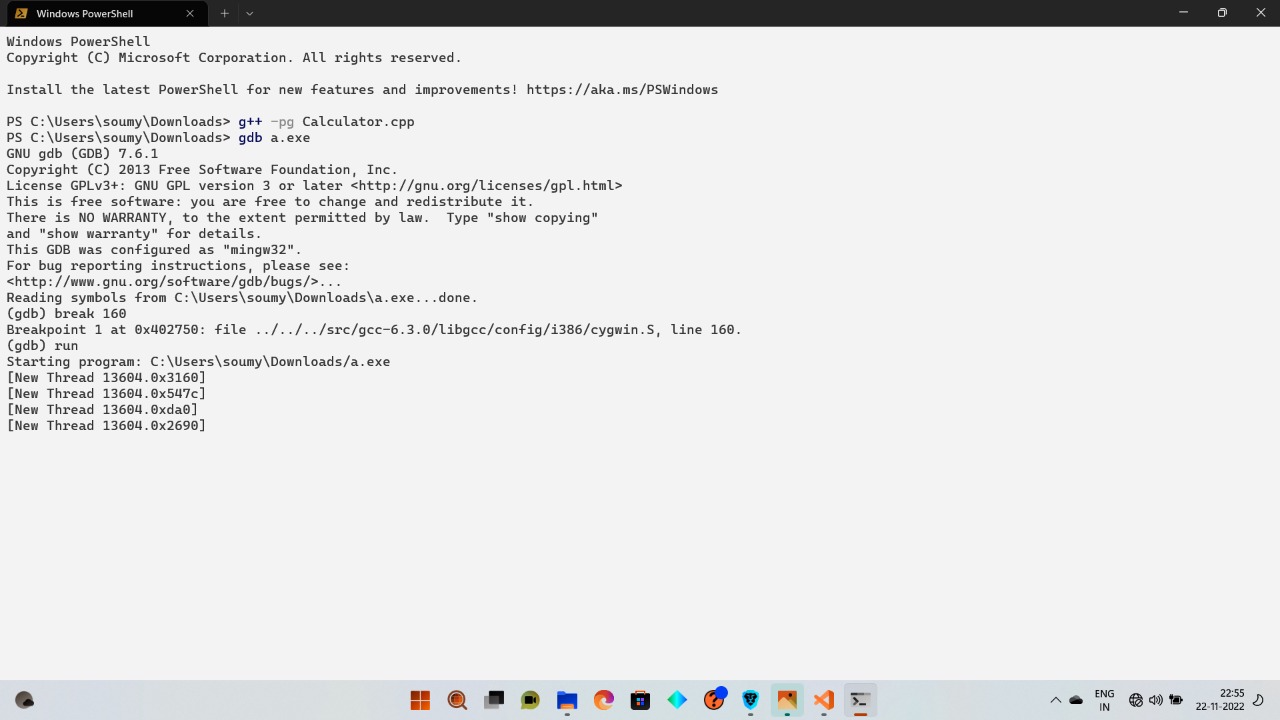 Windows PowerShell
Windows PowerShell
Copyright (C) Microsoft Corporation. All rights reserved.
Install the latest PowerShell for new features and improvements! https://aka.ms/PSWindows
PS C:\Users\soumy\Downloads> g++ -pg Calculator.cpp
PS C:\Users\soumy\Downloads> gdb a.exe
GNU gdb (GDB) 7.6.1
Copyright (C) 2013 Free Software Foundation, Inc.
License GPLv3+: GNU GPL version 3 or later <http://gnu.org/licenses/gpl.html>
This is free software: you are free to change and redistribute it.
There is NO WARRANTY, to the extent permitted by law.  Type "show copying"
and "show warranty" for details.
This GDB was configured as "mingw32".
For bug reporting instructions, please see:
<http://www.gnu.org/software/gdb/bugs/>...
Reading symbols from C:\Users\soumy\Downloads\a.exe...done.
(gdb) break 160
Breakpoint 1 at 0x402750: file ../../../src/gcc-6.3.0/libgcc/config/i386/cygwin.S, line 160.
(gdb) run
Starting program: C:\Users\soumy\Downloads/a.exe
[New Thread 13604.0x3160]
[New Thread 13604.0x547c]
[New Thread 13604.0xda0]
[New Thread 13604.0x2690]
ENG
IN
22:55
22-11-2022